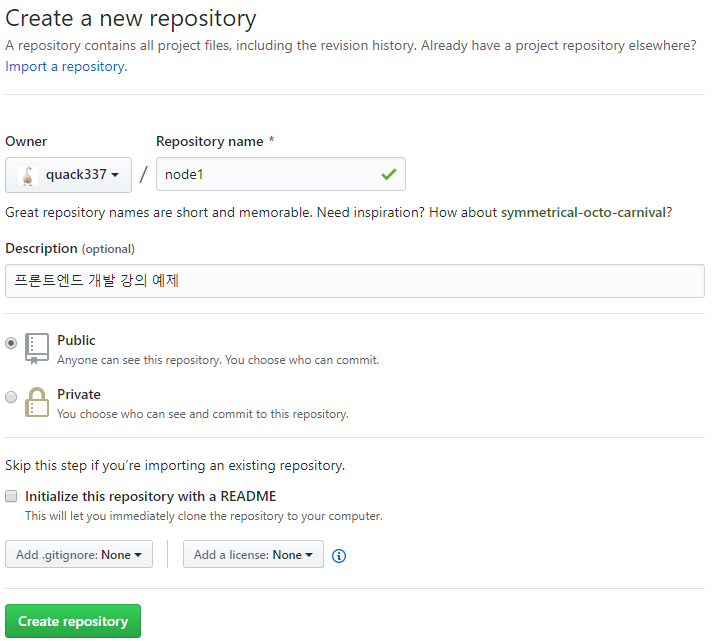 Create a new repository
A repository contains all project files, including the revision history. Already have a project repository elsewhere?
Import a repository.
Owner
Repository name *
quack337 / node1
Great repository names are short and memorable. Need inspiration? How about symmetrical-octo-carnival?
Description (optional)
프론트엔드 개발 강의 예제
Public
Anyone can see this repository. You choose who can commit.
Private
You choose who can see and commit to this repository.
Skip this step if you're importing an existing repository.
Initialize this repository with a README
This will let you immediately clone the repository to your computer.
Add .gitignore: None
Add a license: None
Create repository